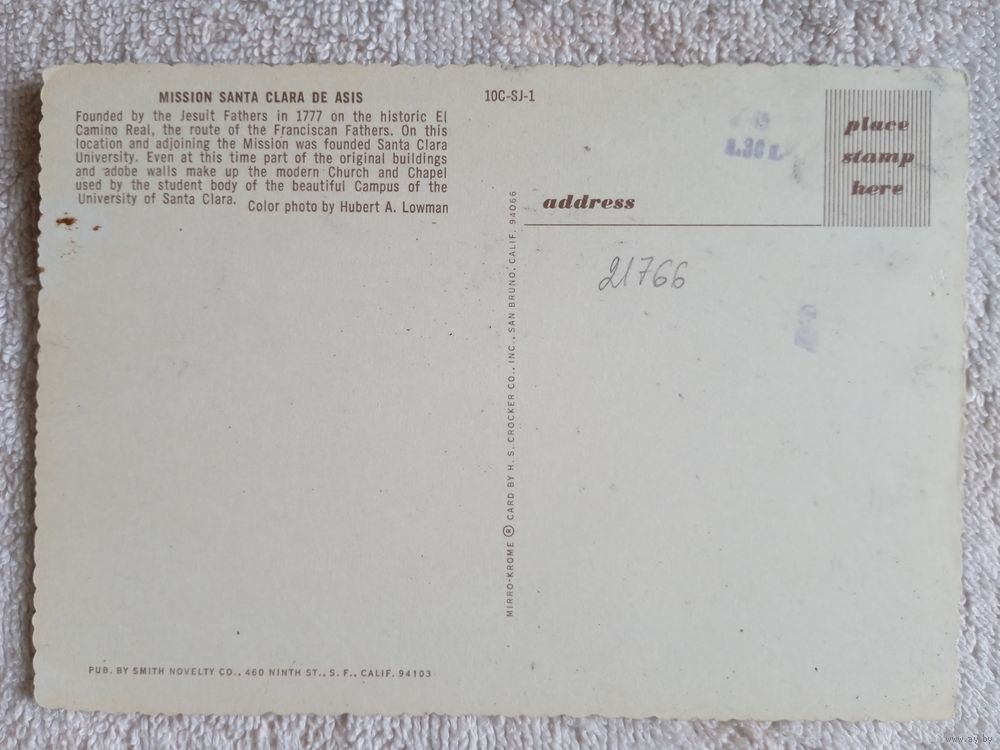 MISSION SANTA CLARA DE ASIS
Founded by the Jesuit Fathers in 1777 on the historic El
Camino Real, the route of the Franciscan Fathers. On this
location and adjoining the Mission was founded Santa Clara
University. Even at this time part of the original buildings
and adobe walls make up the modern Church and Chapel
used by the student body of the beautiful Campus of the
University of Santa Clara.
Color photo by Hubert A. Lowman
10C-SJ-1
place
stamp
here
address
21766
MIRRO-KROME ® CARD BY H. S. CROCKER CO., INC., SAN BRUNO, CALIF. 94066
PUB. BY SMITH NOVELTY CO., 460 NINTH ST., S. F., CALIF. 94103
www.ay.by